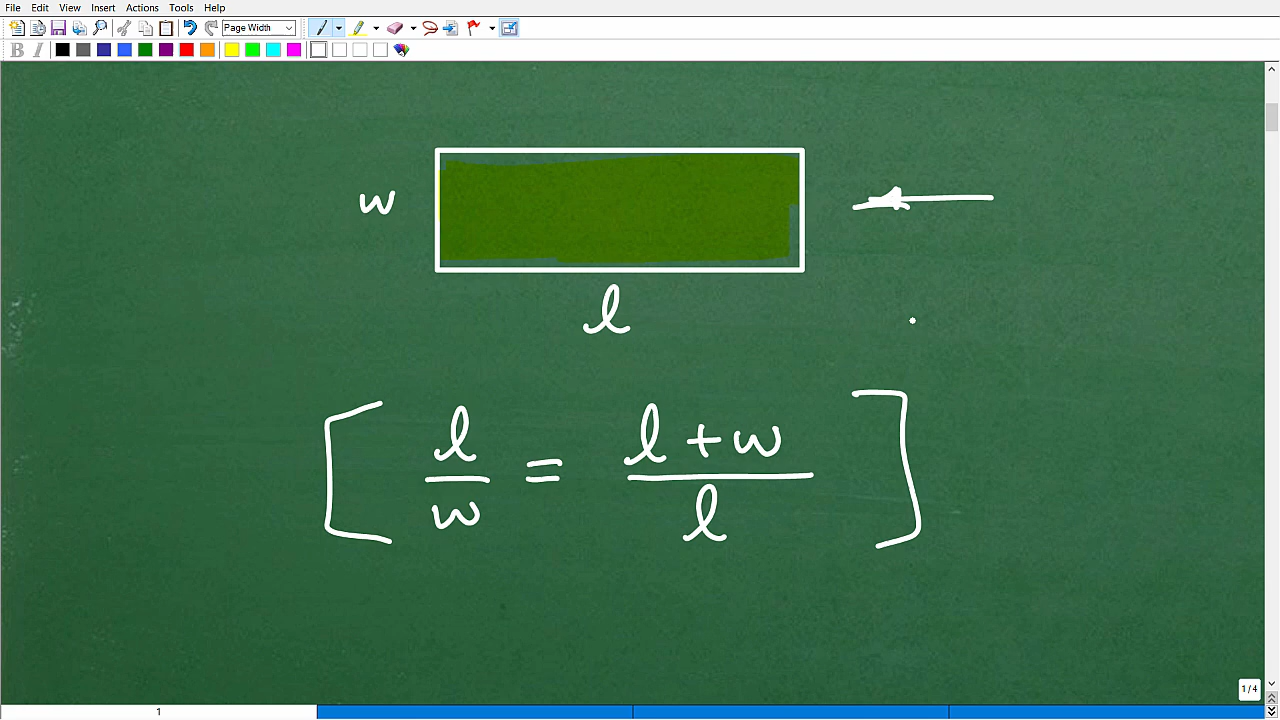 File Edit View Insert Actions Tools Help
Page Width
B I
w
l
l/w = l + w/l
1 / 4
1